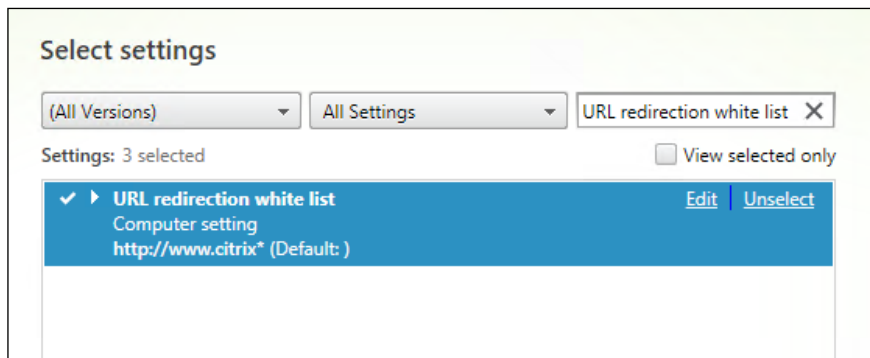 Select settings
(All Versions) All Settings URL redirection white list
Settings: 3 selected View selected only
URL redirection white list Edit Unselect
Computer setting
http://www.citrix* (Default: )